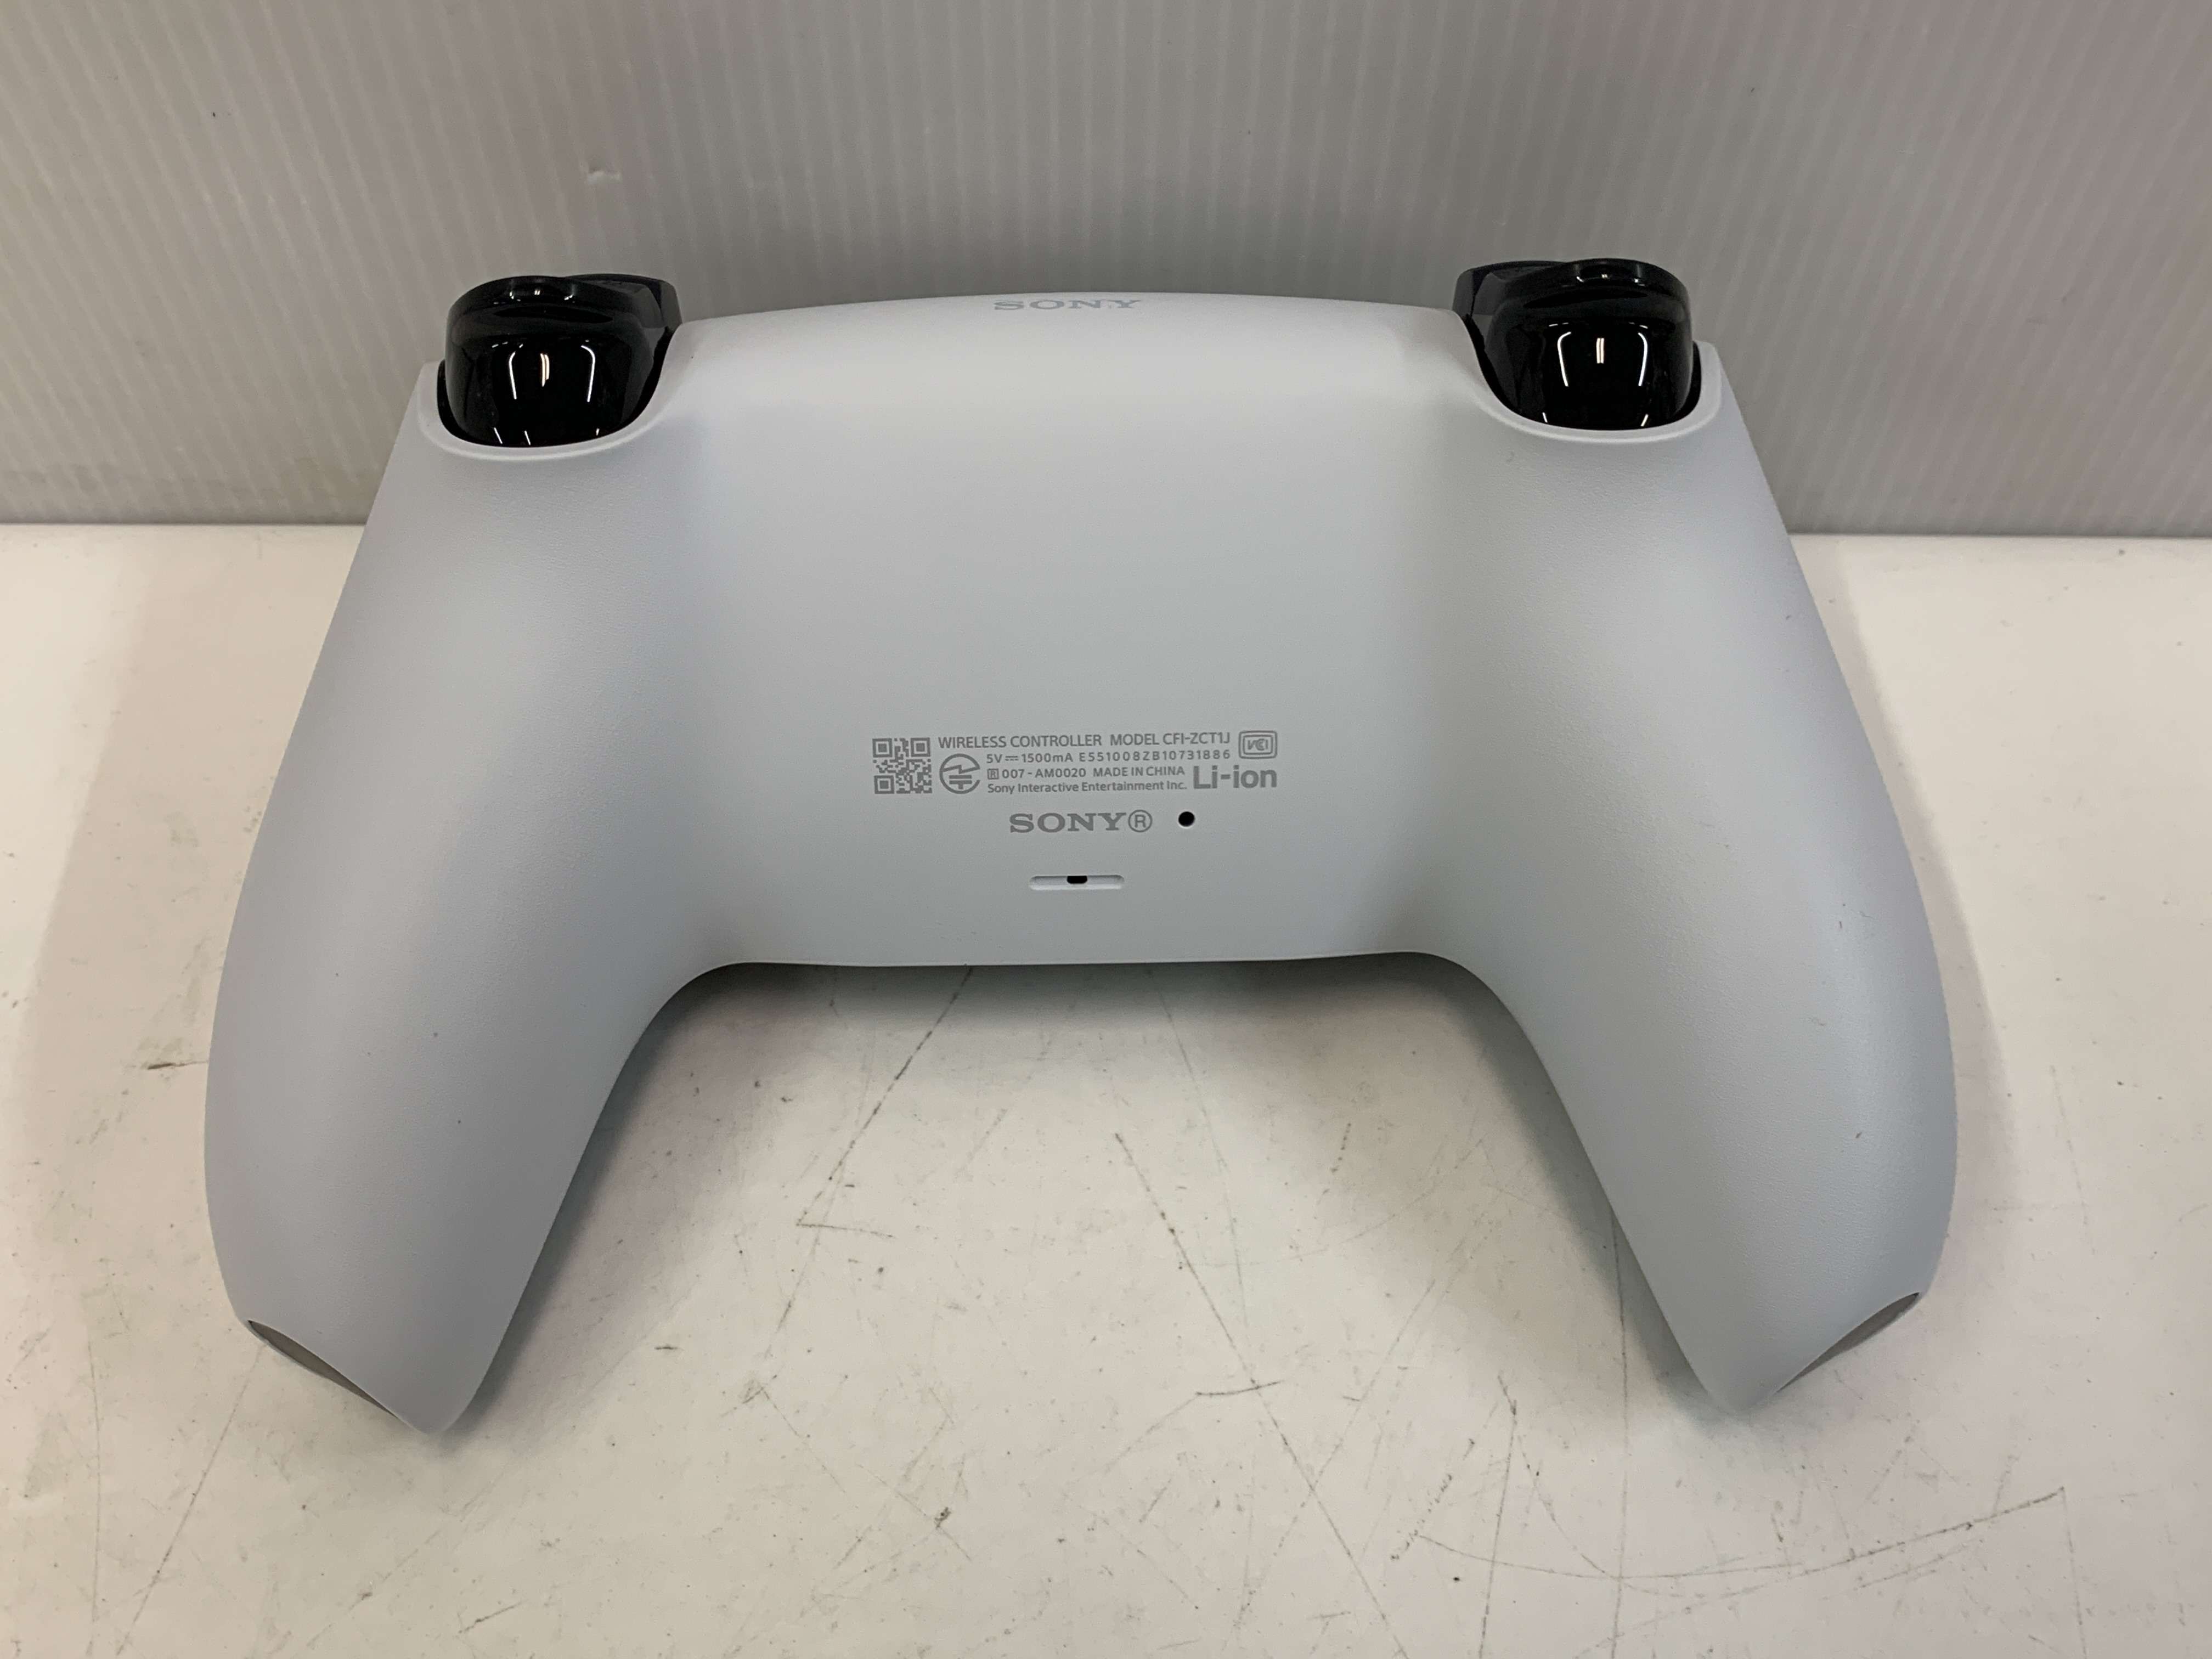 SONY
WIRELESS CONTROLLER MODEL CFI-ZCT1J VCI
5V⎓1500mA E551008ZB10731886
R 007-AM0020 MADE IN CHINA Li-ion
Sony Interactive Entertainment Inc.
SONY®